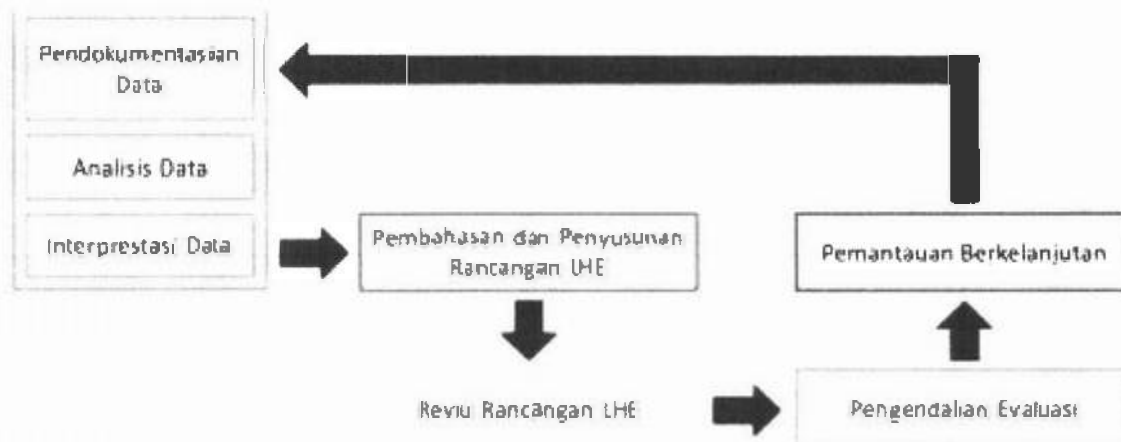 Pendokumentasian
Data
Analisis Data
Interprestasi Data
Pembahasan dan Penyusunan
Rancangan LHE
Pemantauan Berkelanjutan
Reviu Rancangan LHE
Pengendalian Evaluasi